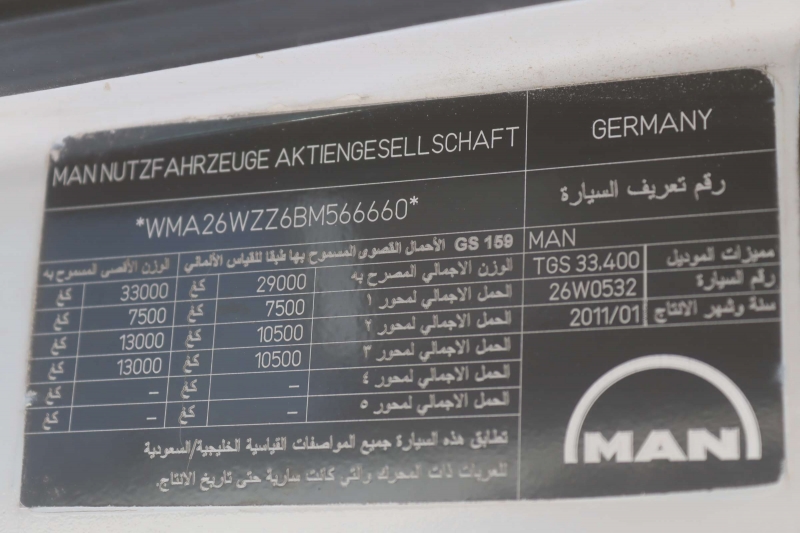 MAN NUTZFAHRZEUGE AKTIENGESELLSCHAFT
GERMANY
*WMA26WZZ6BM566660*
رقم تعريف السيارة
الوزن الأقصى المسموح به
GS 159 الأحمال القصوى المسموح بها طبقا للقياس الألماني
MAN
كغ 33000 كغ 29000 الوزن الاجمالي المصرح به
TGS 33.400 مميزات الموديل
كغ 7500 كغ 7500 الحمل الاجمالي لمحور ١
26W0532 رقم السيارة
كغ 13000 كغ 10500 الحمل الاجمالي لمحور ٢
2011/01 سنة وشهر الانتاج
كغ 13000 كغ 10500 الحمل الاجمالي لمحور ٣
كغ – كغ – الحمل الاجمالي لمحور ٤
كغ – كغ – الحمل الاجمالي لمحور ٥
تطابق هذه السيارة جميع المواصفات القياسية الخليجية/السعودية
للعربات ذات المحرك والتي كانت سارية حتى تاريخ الانتاج.
MAN